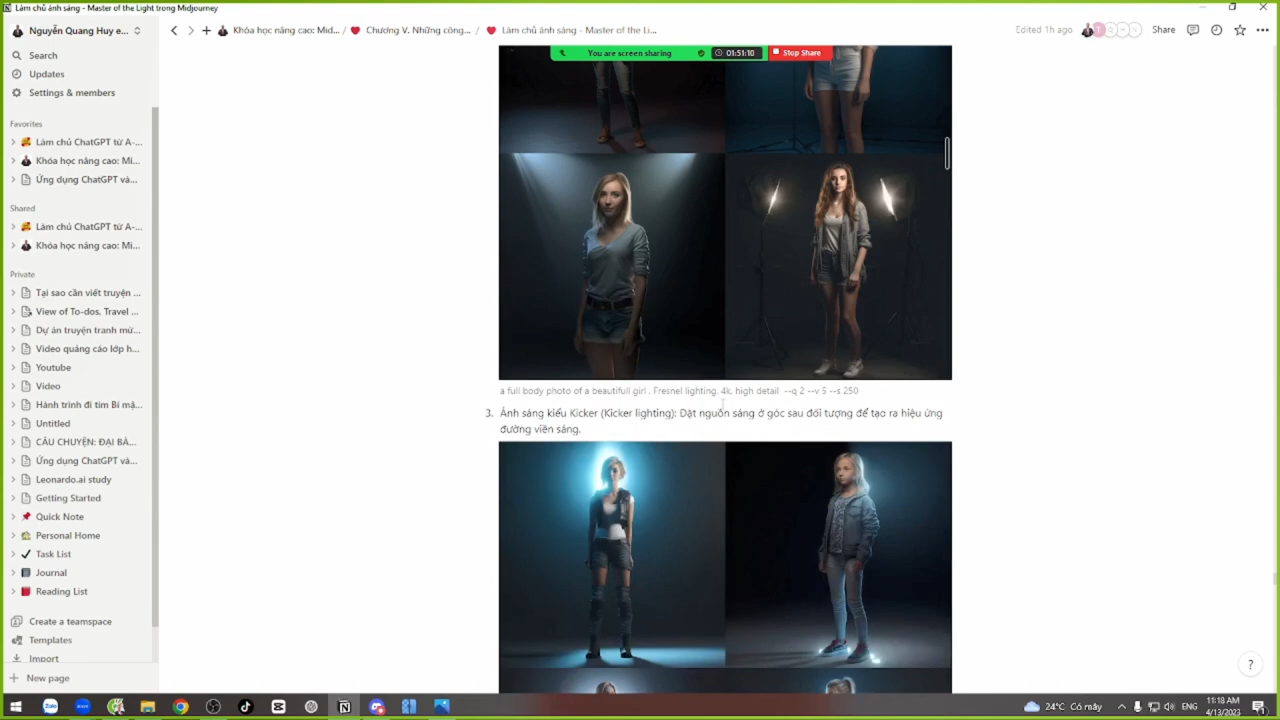 Làm chủ ánh sáng - Master of the Light trong Midjourney
Nguyễn Quang Huy e...
Khóa học nâng cao: Mid... / Chương V. Những công... / Làm chủ ánh sáng - Master of the Li...
Edited 1h ago
Share
You are screen sharing
01:51:10
Stop Share
Search
Updates
Settings & members
Favorites
Làm chủ ChatGPT từ A-...
Khóa học nâng cao: Mi...
Ứng dụng ChatGPT và...
Shared
Làm chủ ChatGPT từ A-...
Khóa học nâng cao: Mi...
Private
Tại sao cần viết truyện ...
View of To-dos, Travel ...
Dự án truyện tranh mù...
Video quảng cáo lớp h...
Youtube
Video
Hành trình đi tìm Bí mậ...
Untitled
CÂU CHUYỆN: ĐẠI BÀ...
Ứng dụng ChatGPT và...
Leonardo.ai study
Getting Started
Quick Note
Personal Home
Task List
Journal
Reading List
Create a teamspace
Templates
Import
New page
a full body photo of a beautifull girl , Fresnel lighting, 4k, high detail --q 2 --v 5 --s 250
3. Ánh sáng kiểu Kicker (Kicker lighting): Đặt nguồn sáng ở góc sau đối tượng để tạo ra hiệu ứng
đường viền sáng.
?
Zalo
zoom
24°C Có mây
ENG
11:18 AM
4/13/2023